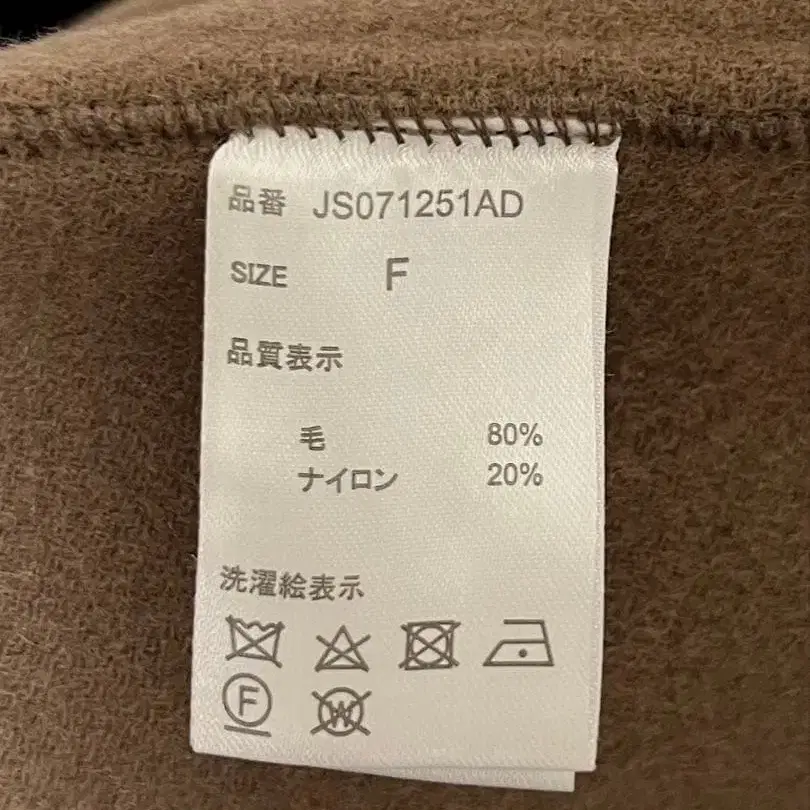 品番 JS071251AD
SIZE F
品質表示
毛 80%
ナイロン 20%
洗濯絵表示
F W